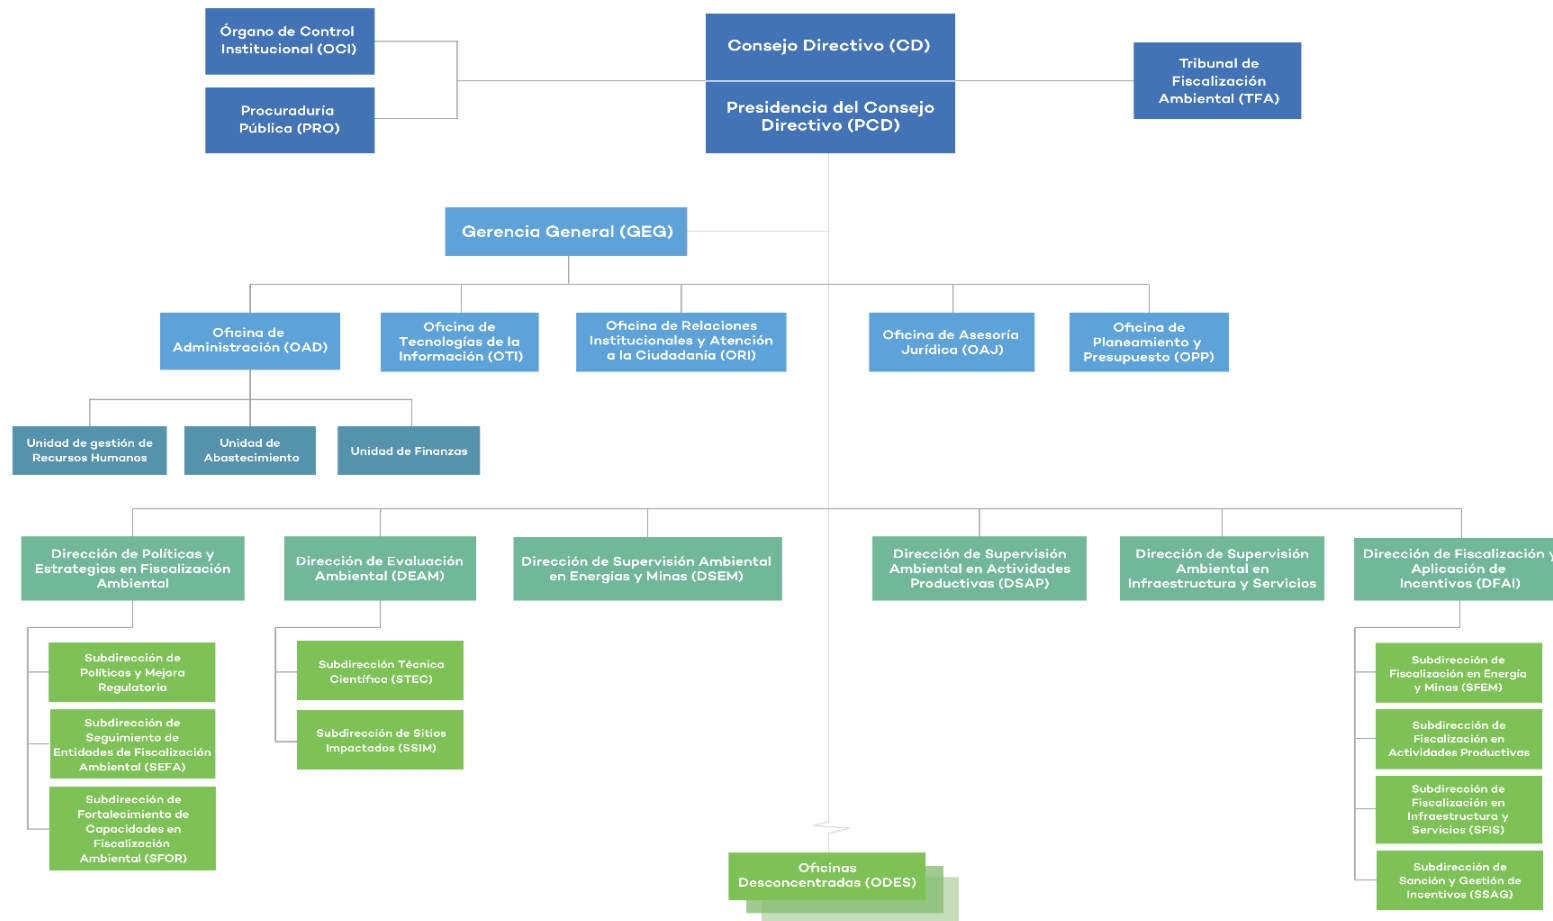 Órgano de Control
Institucional (OCI)
Procuraduría
Pública (PRO)
Consejo Directivo (CD)
Presidencia del Consejo
Directivo (PCD)
Tribunal de
Fiscalización
Ambiental (TFA)
Gerencia General (GEG)
Oficina de
Administración (OAD)
Oficina de
Tecnologías de la
Información (OTI)
Oficina de Relaciones
Institucionales y Atención
a la Ciudadanía (ORI)
Oficina de Asesoría
Jurídica (OAJ)
Oficina de
Planeamiento y
Presupuesto (OPP)
Unidad de gestión de
Recursos Humanos
Unidad de
Abastecimiento
Unidad de Finanzas
Dirección de Políticas y
Estrategias en Fiscalización
Ambiental
Dirección de Evaluación
Ambiental (DEAM)
Dirección de Supervisión Ambiental
en Energías y Minas (DSEM)
Dirección de Supervisión
Ambiental en Actividades
Productivas (DSAP)
Dirección de Supervisión
Ambiental en
Infraestructura y Servicios
Dirección de Fiscalización y
Aplicación de
Incentivos (DFAI)
Subdirección de
Políticas y Mejora
Regulatoria
Subdirección de
Seguimiento de
Entidades de Fiscalización
Ambiental (SEFA)
Subdirección de
Fortalecimiento de
Capacidades en
Fiscalización
Ambiental (SFOR)
Subdirección Técnica
Científica (STEC)
Subdirección de Sitios
Impactados (SSIM)
Subdirección de
Fiscalización en Energía
y Minas (SFEM)
Subdirección de
Fiscalización en
Actividades Productivas
Subdirección de
Fiscalización en
Infraestructura y
Servicios (SFIS)
Subdirección de
Sanción y Gestión de
Incentivos (SSAG)
Oficinas
Desconcentradas (ODES)